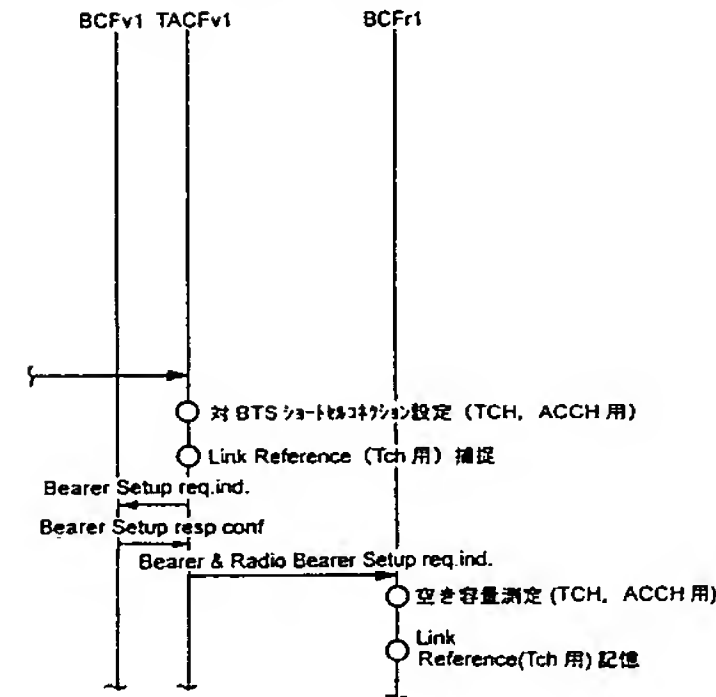 BCFv1 TACFv1 BCFr1
対 BTS ショートセルコネクション設定 (TCH, ACCH 用)
Link Reference (Tch 用) 捕捉
Bearer Setup req.ind.
Bearer Setup resp conf
Bearer & Radio Bearer Setup req.ind.
空き容量測定 (TCH, ACCH 用)
Link
Reference(Tch 用) 記憶